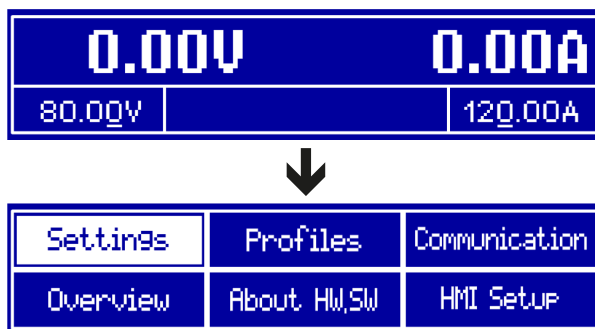 0.00V 0.00A
80.00V 120.00A
Settings Profiles Communication
Overview About HW,SW HMI Setup